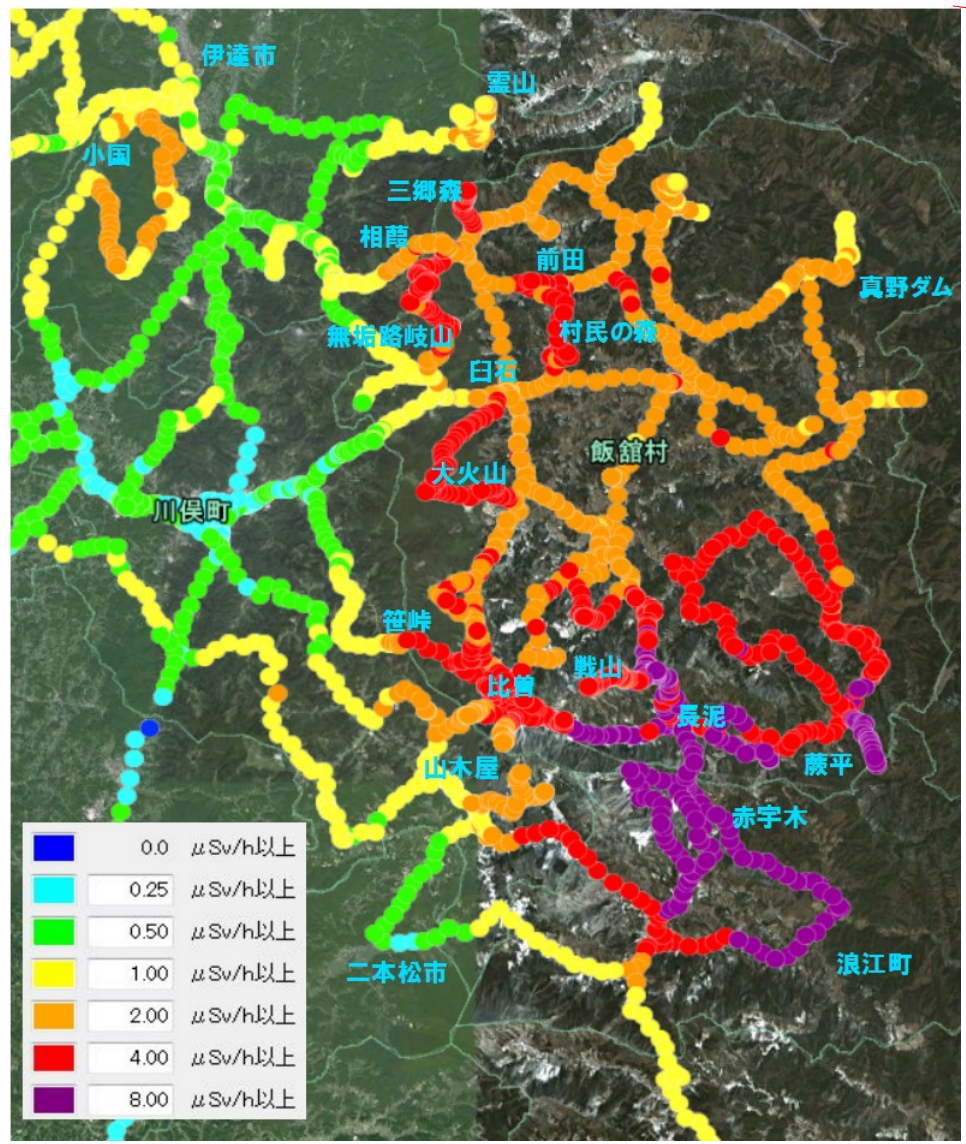 伊達市
霊山
小国
三郷森
相葭
前田
真野ダム
無垢路岐山
村民の森
臼石
飯舘村
大火山
川俣町
笹峠
戦山
比曽
長泥
山木屋
蕨平
赤宇木
二本松市
浪江町
0.0 μSv/h以上
0.25 μSv/h以上
0.50 μSv/h以上
1.00 μSv/h以上
2.00 μSv/h以上
4.00 μSv/h以上
8.00 μSv/h以上